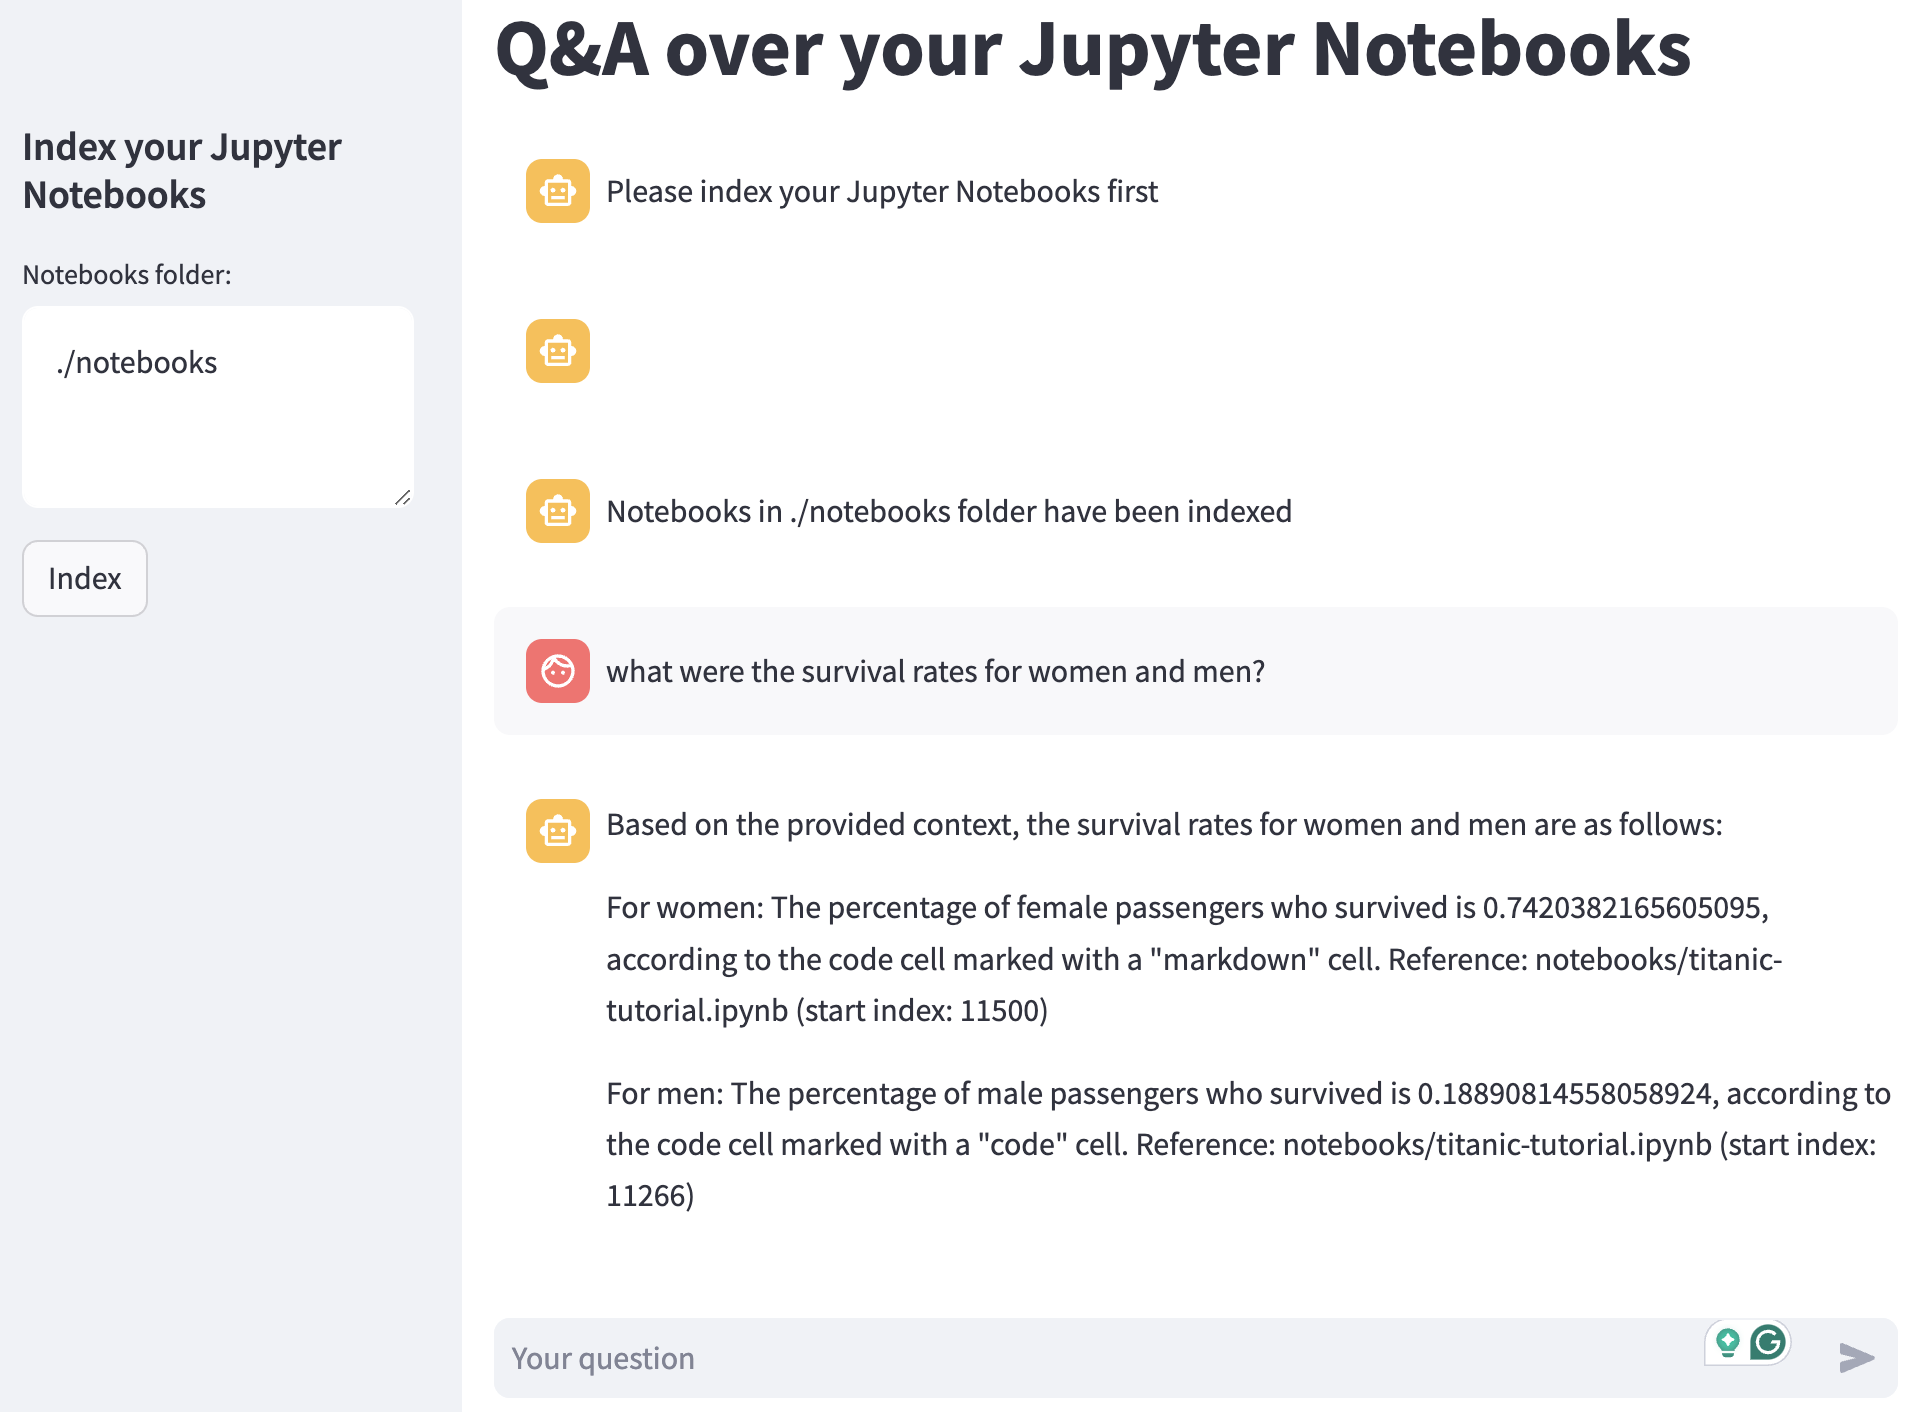 Q&A over your Jupyter Notebooks
Index your Jupyter
Notebooks
Notebooks folder:
./notebooks
Index
Please index your Jupyter Notebooks first
Notebooks in ./notebooks folder have been indexed
what were the survival rates for women and men?
Based on the provided context, the survival rates for women and men are as follows:
For women: The percentage of female passengers who survived is 0.7420382165605095,
according to the code cell marked with a "markdown" cell. Reference: notebooks/titanic-
tutorial.ipynb (start index: 11500)
For men: The percentage of male passengers who survived is 0.18890814558058924, according to
the code cell marked with a "code" cell. Reference: notebooks/titanic-tutorial.ipynb (start index:
11266)
Your question